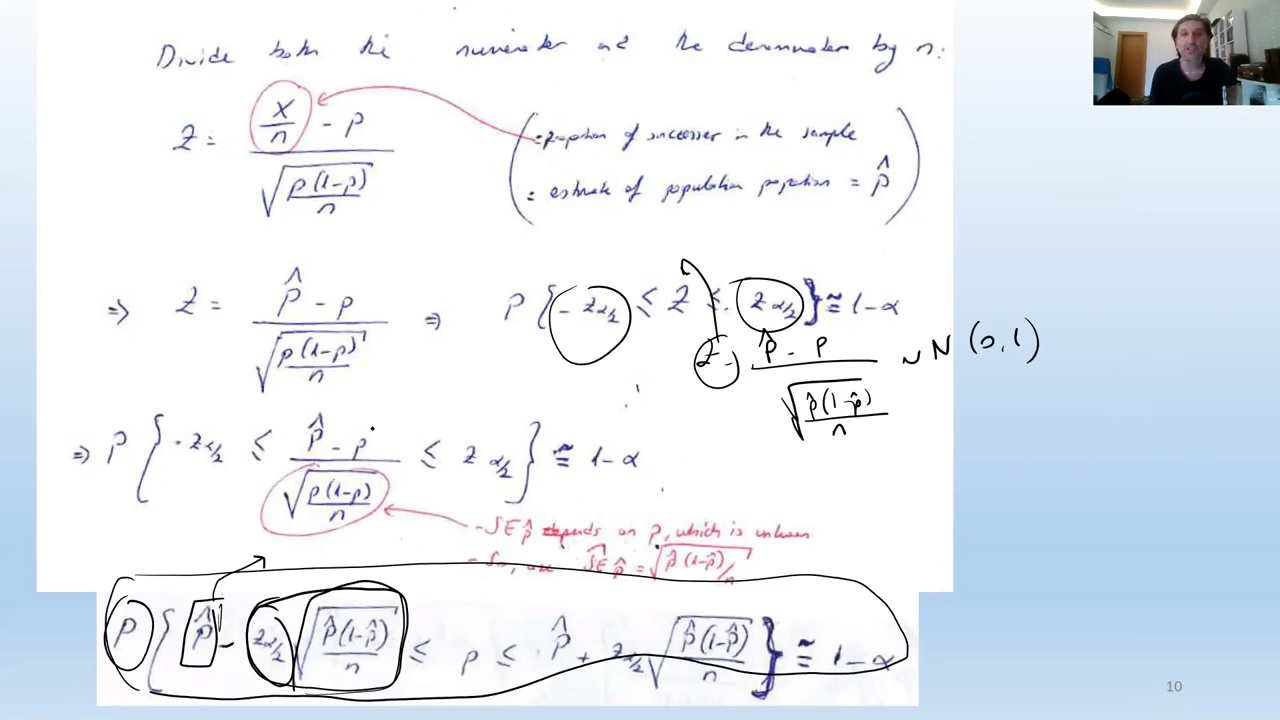 Divide both the numerator and the denominator by n:
Z = (X/n - p) / √(p(1-p)/n)
(= proportion of successes in the sample
= estimate of population proportion = p̂)
⇒ Z = (p̂ - p) / √(p(1-p)/n) ⇒ P{-z α/2 ≤ Z ≤ z α/2} ≅ 1-α
Z = (p̂ - p) / √(p̂(1-p̂)/n) ~ N(0,1)
⇒ P{-z α/2 ≤ (p̂ - p) / √(p(1-p)/n) ≤ z α/2} ≅ 1-α
- SE p̂ depends on p, which is unknown
- So, use SE p̂ = √(p̂(1-p̂)/n)
P{p̂ - z α/2 √(p̂(1-p̂)/n) ≤ p ≤ p̂ + z α/2 √(p̂(1-p̂)/n)} ≅ 1-α
10